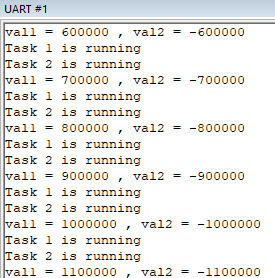 UART #1
val1 = 600000 , val2 = -600000
Task 1 is running
Task 2 is running
val1 = 700000 , val2 = -700000
Task 1 is running
Task 2 is running
val1 = 800000 , val2 = -800000
Task 1 is running
Task 2 is running
val1 = 900000 , val2 = -900000
Task 1 is running
Task 2 is running
val1 = 1000000 , val2 = -1000000
Task 1 is running
Task 2 is running
val1 = 1100000 , val2 = -1100000